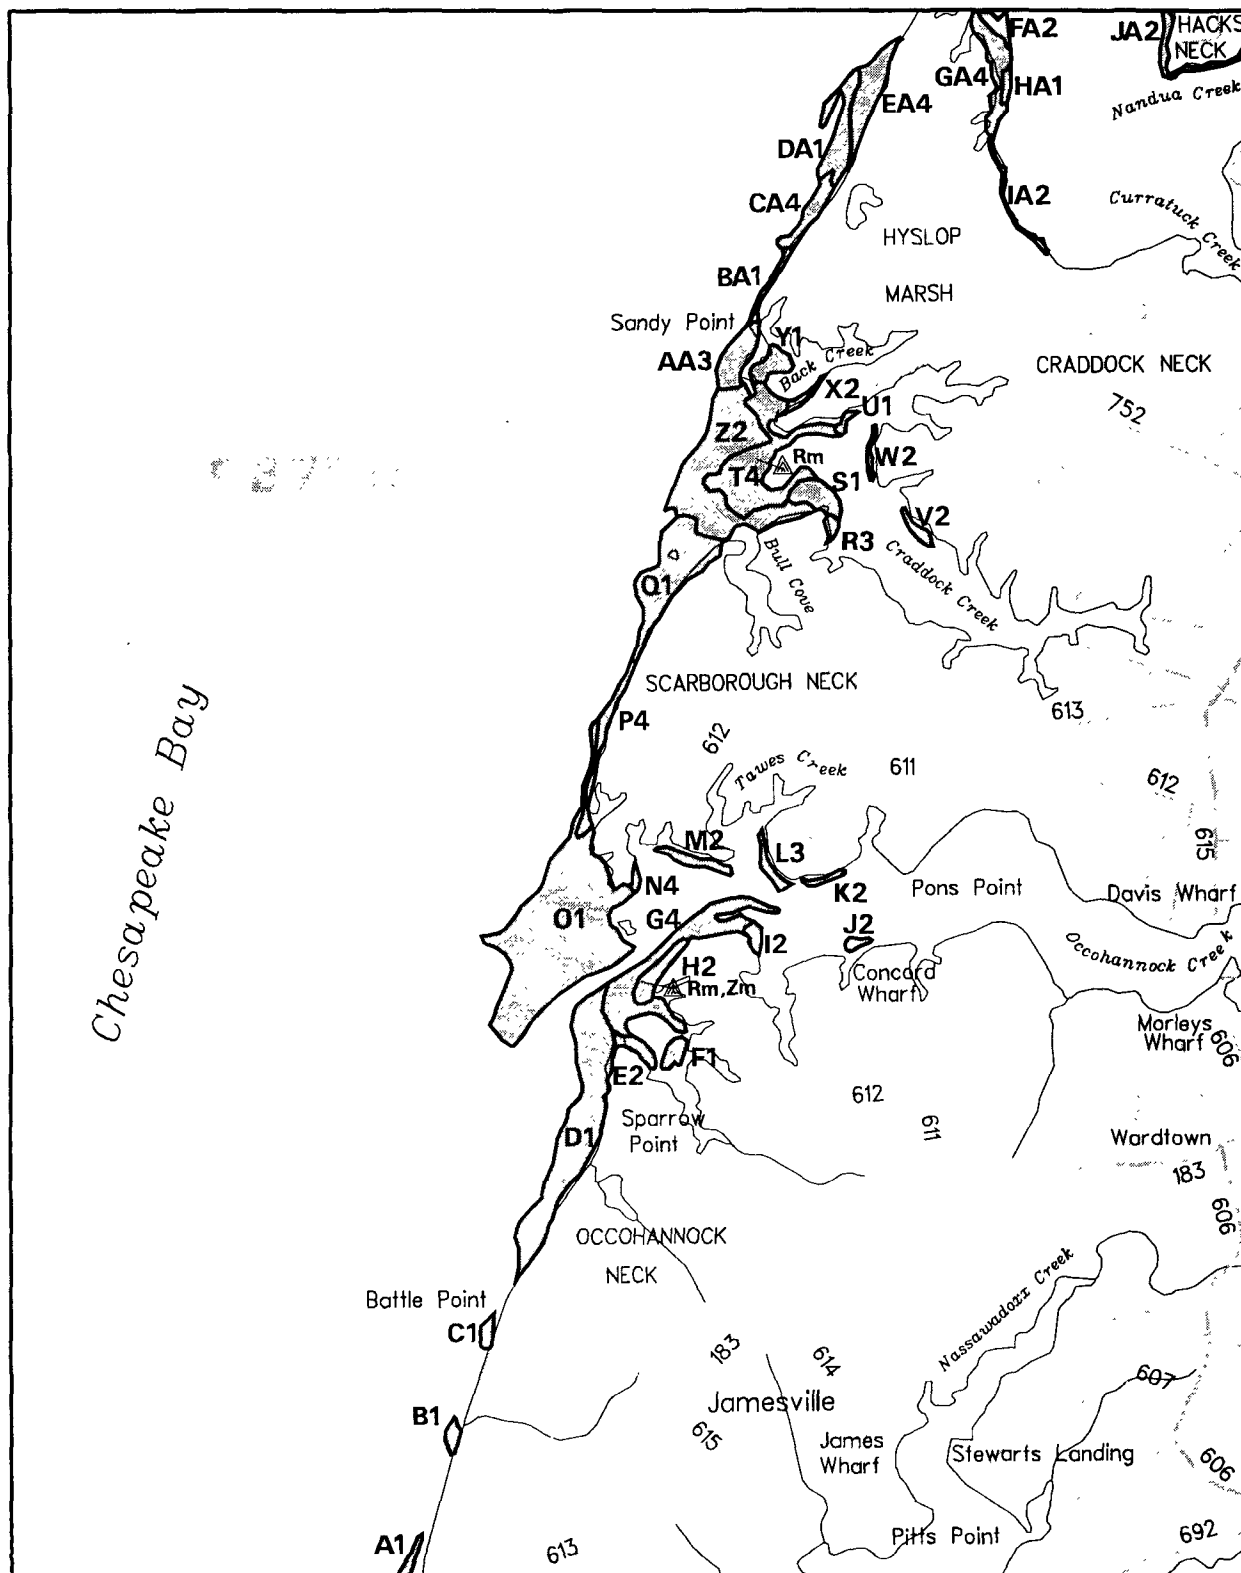 FA2
JA2
HACKS
NECK
GA4
HA1
EA4
Nandua Creek
DA1
CA4
IA2
Curratuck Creek
HYSLOP
MARSH
BA1
Sandy Point
Y1
AA3
Back Creek
CRADDOCK NECK
X2
752
U1
Z2
Rm
W2
T4
S1
V2
R3
Bull Cove
Craddock Creek
Q1
SCARBOROUGH NECK
613
P4
612
Tawes Creek
611
612
Chesapeake Bay
615
M2
L3
N4
K2
Pons Point
Davis Wharf
O1
G4
J2
I2
Occohannock Creek
H2
Concord
Wharf
Rm,Zm
Morleys
Wharf
606
F1
E2
612
Sparrow
Point
611
D1
Wardtown
183
606
OCCOHANNOCK
NECK
Nassawadoxx Creek
Battle Point
C1
183
614
607
Jamesville
B1
615
James
Wharf
Stewarts Landing
606
A1
613
Pitts Point
692